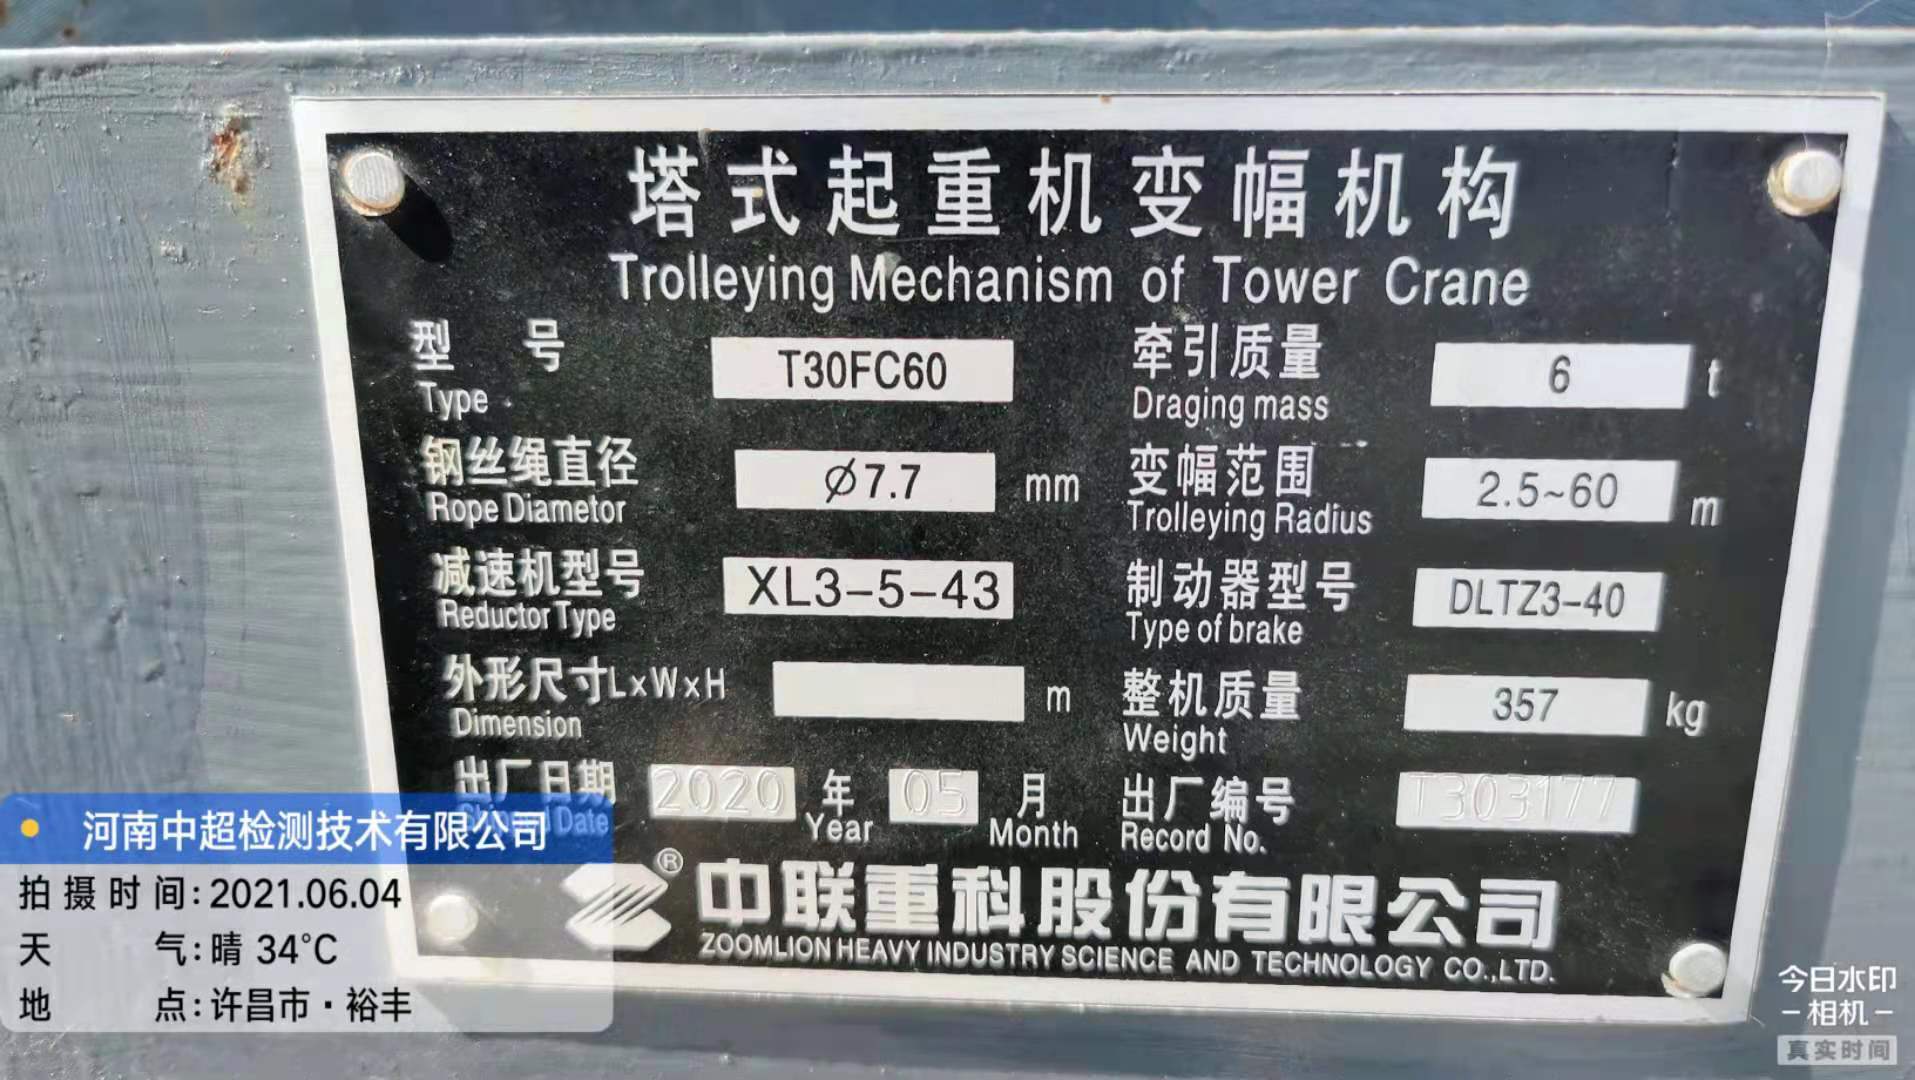 塔式起重机变幅机构
Trolleying Mechanism of Tower Crane
型 号 T30FC60 牵引质量 6 t
Type Draging mass
钢丝绳直径 φ7.7 mm 变幅范围 2.5~60 m
Rope Diametor Trolleying Radius
减速机型号 XL3-5-43 制动器型号 DLTZ3-40
Reductor Type Type of brake
外形尺寸L×W×H m 整机质量 357 kg
Dimension Weight
出厂日期 2020 年 05 月 出厂编号 T303177
Date Year Month Record No.
® 中联重科股份有限公司
ZOOMLION HEAVY INDUSTRY SCIENCE AND TECHNOLOGY CO.,LTD.
河南中超检测技术有限公司
拍摄时间: 2021.06.04
天 气: 晴 34°C
地 点: 许昌市·裕丰
今日水印
-相机-
真实时间